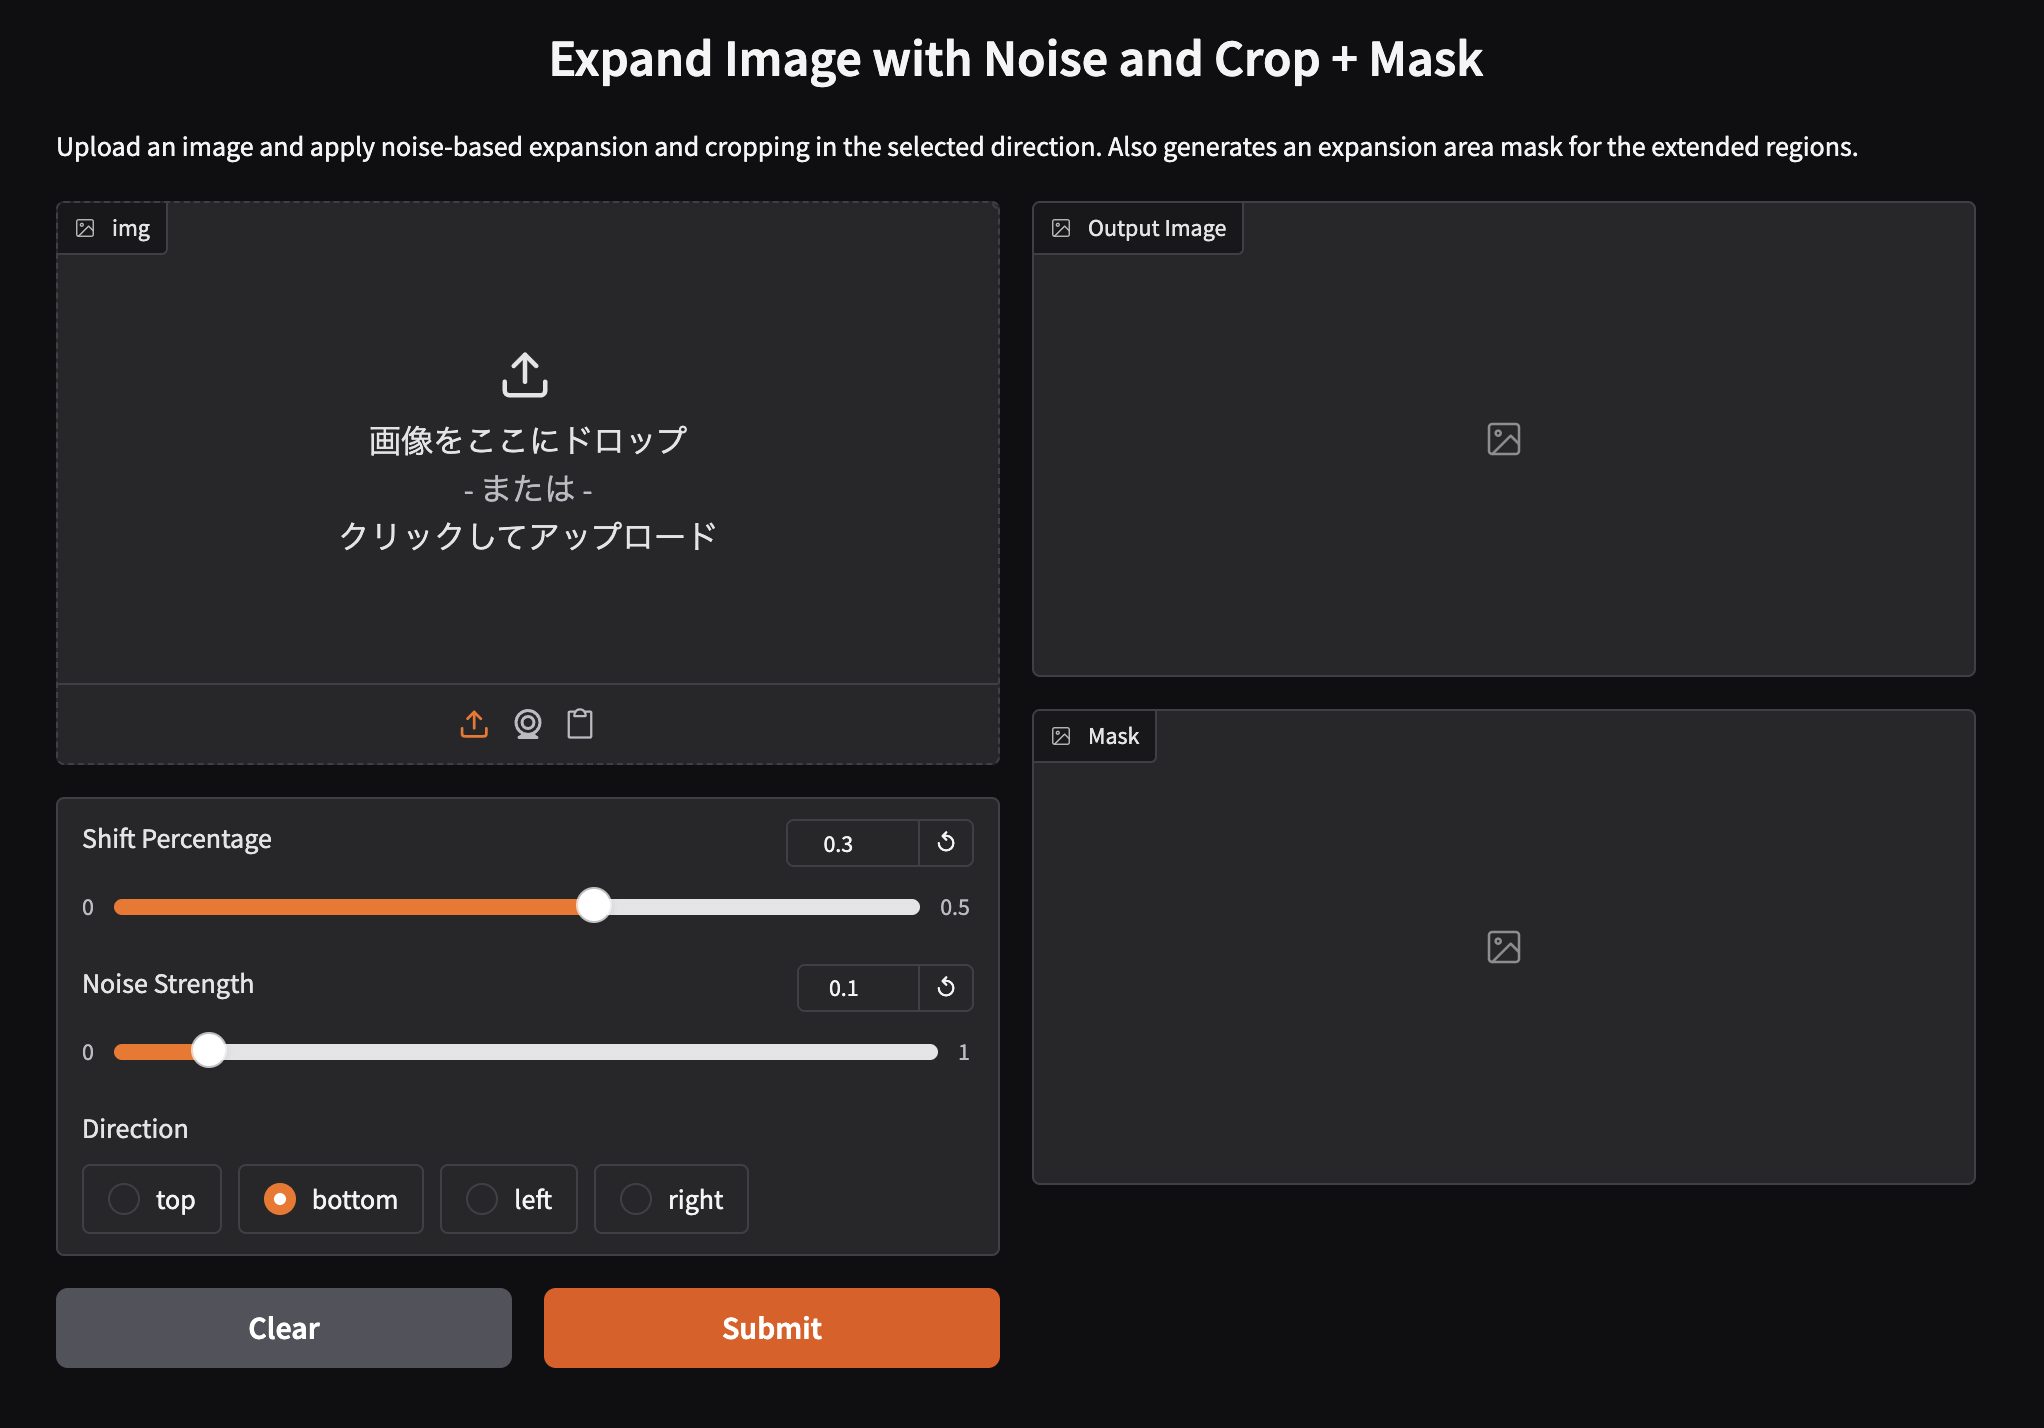 Expand Image with Noise and Crop + Mask
Upload an image and apply noise-based expansion and cropping in the selected direction. Also generates an expansion area mask for the extended regions.
img
画像をここにドロップ
- または -
クリックしてアップロード
Shift Percentage
0.3
0
0.5
Noise Strength
0.1
0
1
Direction
top
bottom
left
right
Clear
Submit
Output Image
Mask